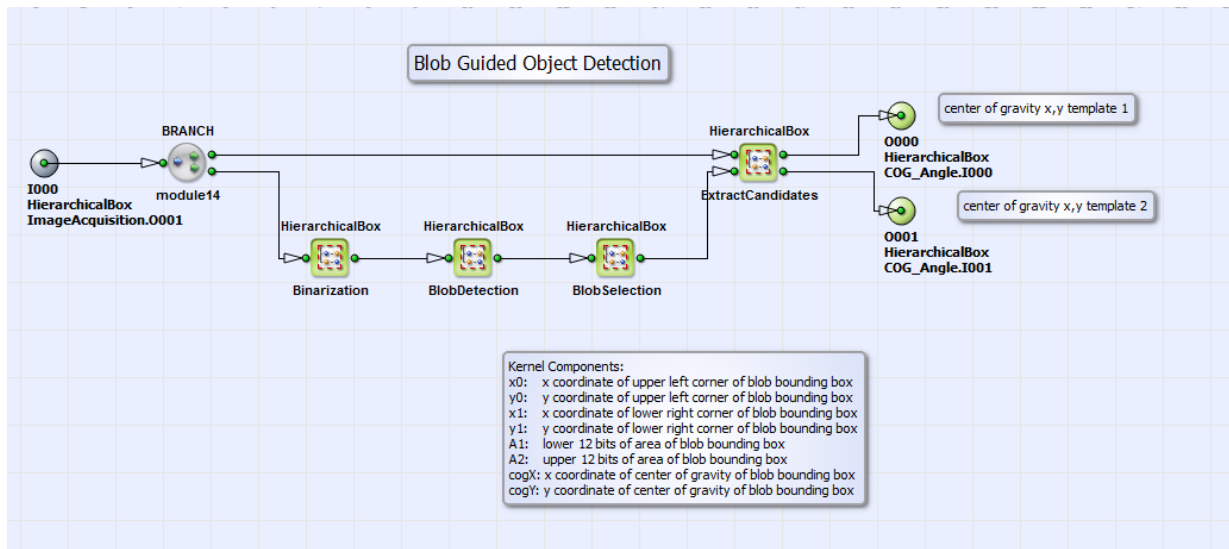 Blob Guided Object Detection
BRANCH
module14
I000
HierarchicalBox
ImageAcquisition.O001
HierarchicalBox
Binarization
HierarchicalBox
BlobDetection
HierarchicalBox
BlobSelection
HierarchicalBox
ExtractCandidates
O000
HierarchicalBox
COG_Angle.I000
center of gravity x,y template 1
O001
HierarchicalBox
COG_Angle.I001
center of gravity x,y template 2
Kernel Components:
x0: x coordinate of upper left corner of blob bounding box
y0: y coordinate of upper left corner of blob bounding box
x1: x coordinate of lower right corner of blob bounding box
y1: y coordinate of lower right corner of blob bounding box
A1: lower 12 bits of area of blob bounding box
A2: upper 12 bits of area of blob bounding box
cogX: x coordinate of center of gravity of blob bounding box
cogY: y coordinate of center of gravity of blob bounding box